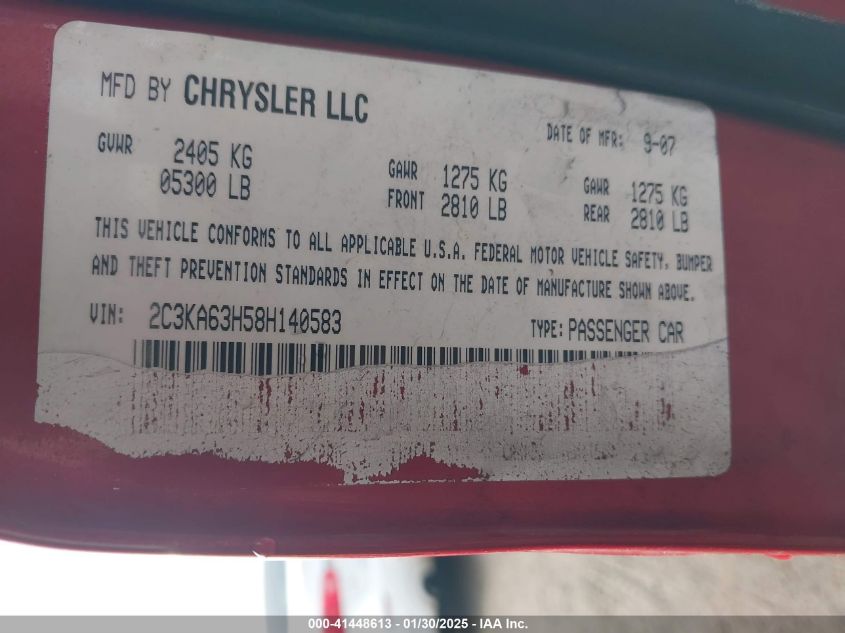 MFD BY CHRYSLER LLC
DATE OF MFR: 9-07
GVWR 2405 KG
05300 LB
GAWR 1275 KG
FRONT 2810 LB
GAWR 1275 KG
REAR 2810 LB
THIS VEHICLE CONFORMS TO ALL APPLICABLE U.S.A. FEDERAL MOTOR VEHICLE SAFETY, BUMPER
AND THEFT PREVENTION STANDARDS IN EFFECT ON THE DATE OF MANUFACTURE SHOWN ABOVE.
VIN: 2C3KA63H58H140583
TYPE: PASSENGER CAR
000-41448613 - 01/30/2025 - IAA Inc.